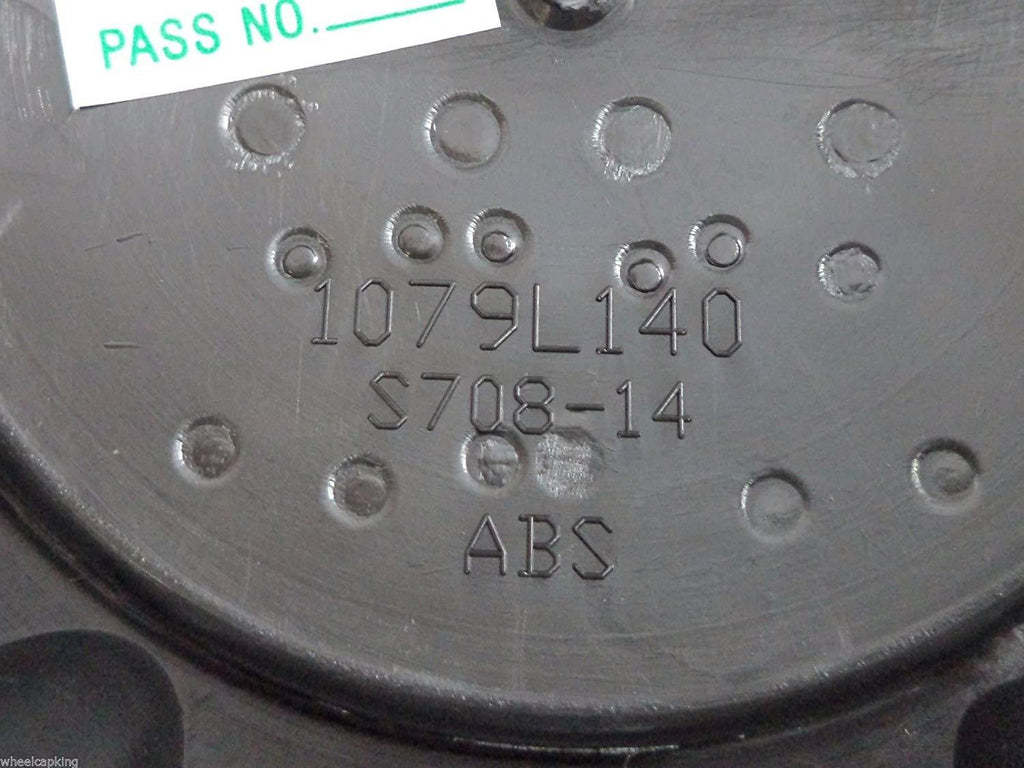 PASS NO.
1079L140
S708-14
ABS
wheelcapking